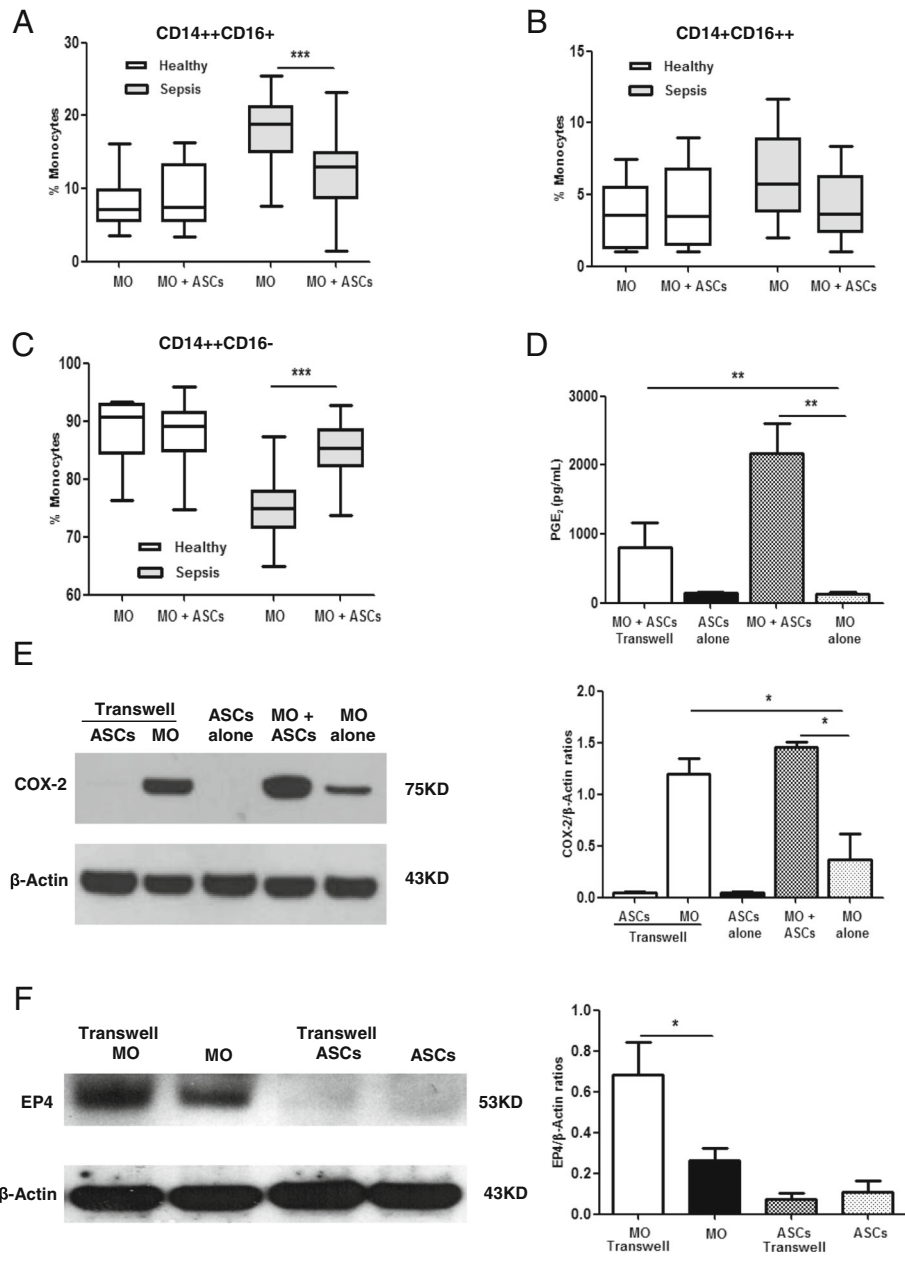 A
CD14++CD16+
% Monocytes
30
20
10
0
Healthy
Sepsis
***
MO
MO + ASCs
MO
MO + ASCs
B
CD14+CD16++
% Monocytes
15
10
5
0
Healthy
Sepsis
MO
MO + ASCs
MO
MO + ASCs
C
CD14++CD16-
% Monocytes
100
90
80
70
60
***
Healthy
Sepsis
MO
MO + ASCs
MO
MO + ASCs
D
PGE2 (pg/mL)
3000
2000
1000
0
**
**
MO + ASCs
Transwell
ASCs
alone
MO + ASCs
MO
alone
E
Transwell
ASCs MO
ASCs
alone
MO +
ASCs
MO
alone
COX-2
75KD
β-Actin
43KD
COX-2/β-Actin ratios
2.0
1.5
1.0
0.5
0.0
*
*
ASCs MO
Transwell
ASCs
alone
MO +
ASCs
MO
alone
F
Transwell
MO
MO
Transwell
ASCs
ASCs
EP4
53KD
β-Actin
43KD
EP4/β-Actin ratios
1.0
0.8
0.6
0.4
0.2
0.0
*
MO
Transwell
MO
ASCs
Transwell
ASCs